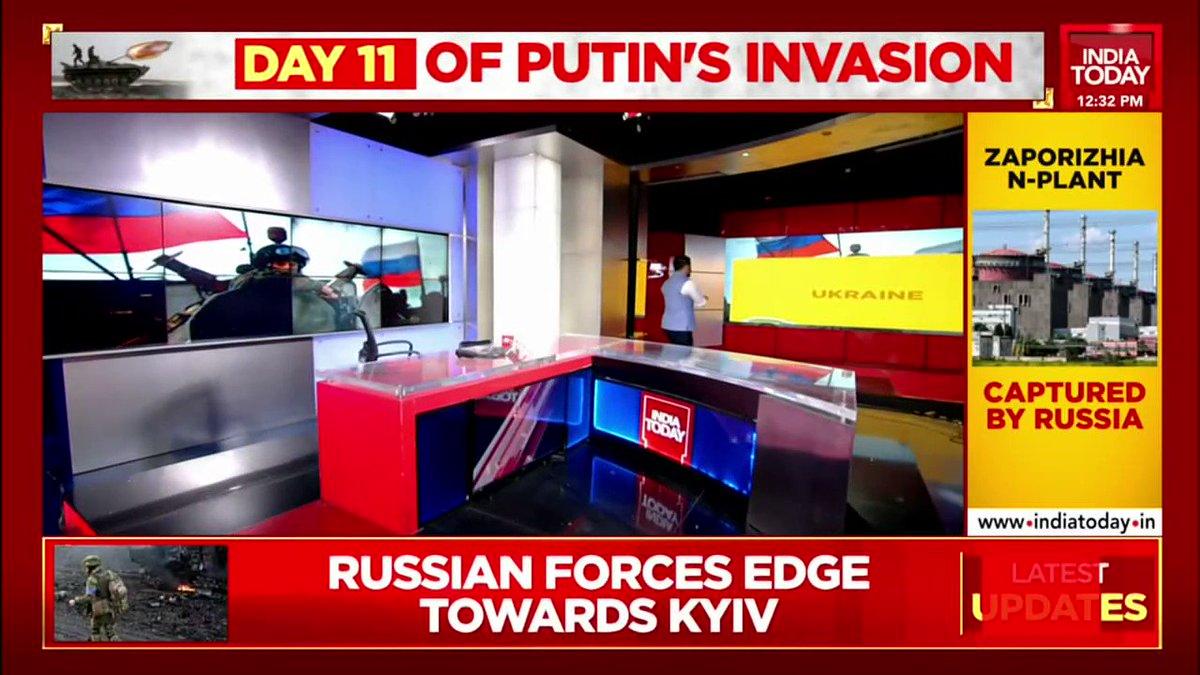 DAY 11 OF PUTIN'S INVASION
INDIA
TODAY
12:32 PM
ZAPORIZHIA
N-PLANT
UKRAINE
INDIA
TODAY
CAPTURED
BY RUSSIA
www.indiatoday.in
RUSSIAN FORCES EDGE
TOWARDS KYIV
LATEST
UPDATES